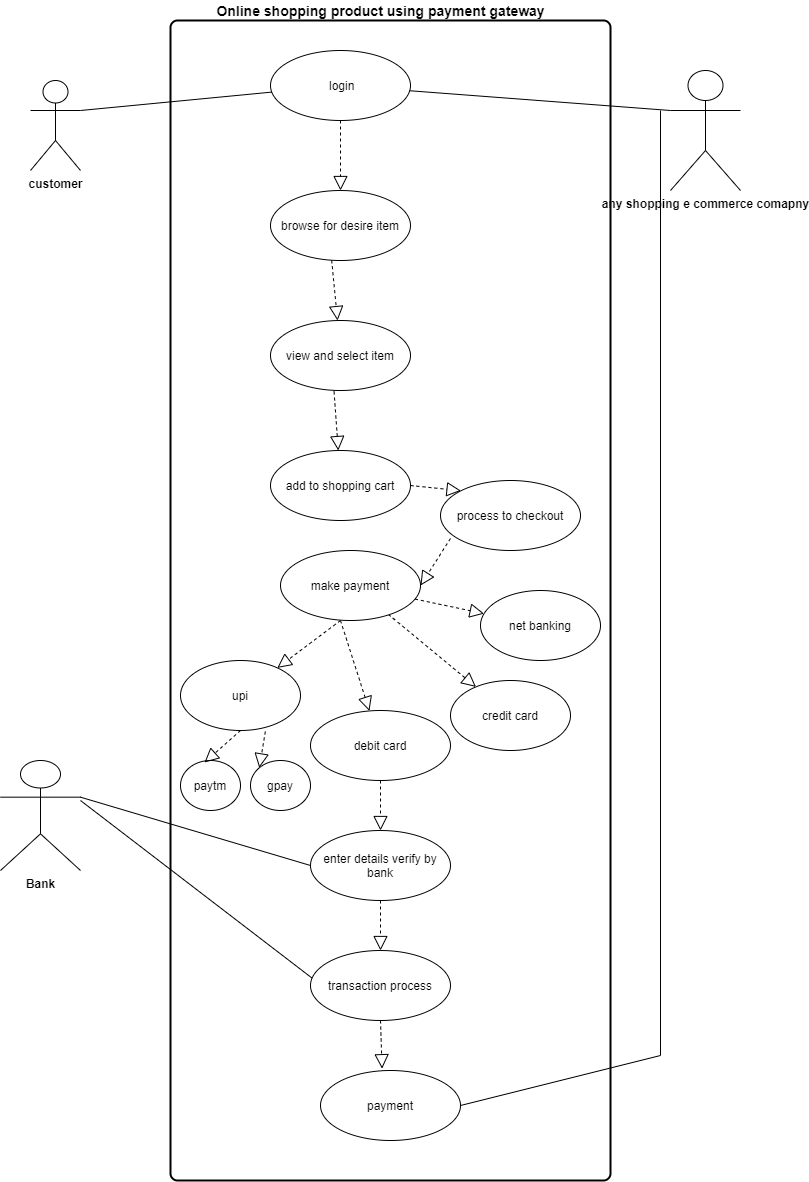 Online shopping product using payment gateway
login
customer
any shopping e commerce comapny
browse for desire item
view and select item
add to shopping cart
process to checkout
make payment
net banking
upi
credit card
debit card
paytm
gpay
enter details verify by
bank
Bank
transaction process
payment